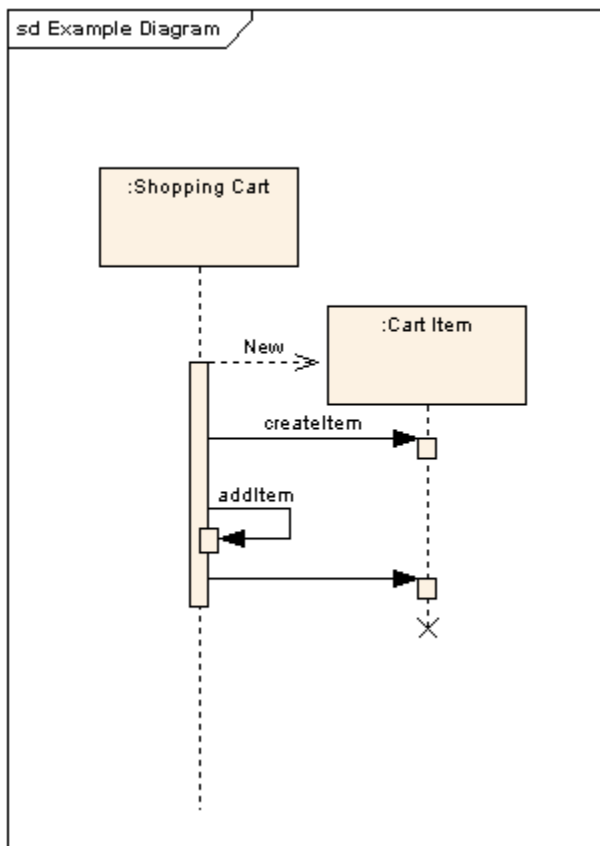 sd Example Diagram
:Shopping Cart
:Cart Item
New
createItem
addItem